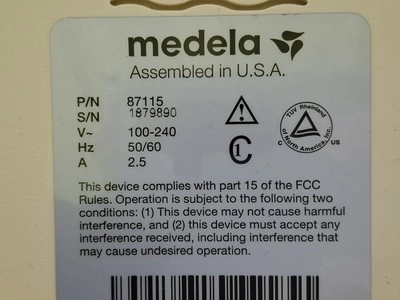 medela
Assembled in U.S.A.
P/N 87115
S/N 1879890
V~ 100-240
Hz 50/60
A 2.5
TUV Rheinland
of North America, Inc.
C US
This device complies with part 15 of the FCC
Rules. Operation is subject to the following two
conditions: (1) This device may not cause harmful
interference, and (2) this device must accept any
interference received, including interference that
may cause undesired operation.